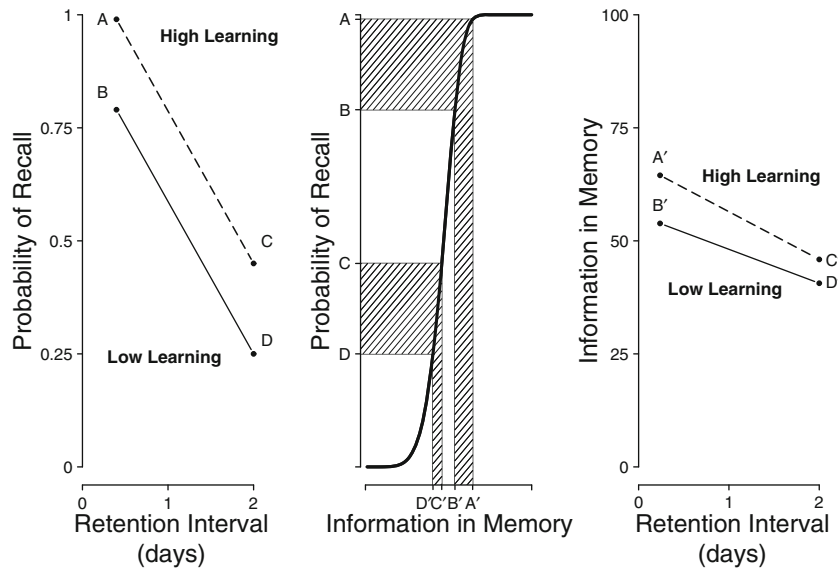 1
0.75
0.5
0.25
0
Probability of Recall
A
B
C
D
High Learning
Low Learning
0 1 2
Retention Interval
(days)
Probability of Recall
A
B
C
D
D′ C′ B′ A′
Information in Memory
100
75
50
25
0
Information in Memory
A′
B′
C
D
High Learning
Low Learning
0 1 2
Retention Interval
(days)